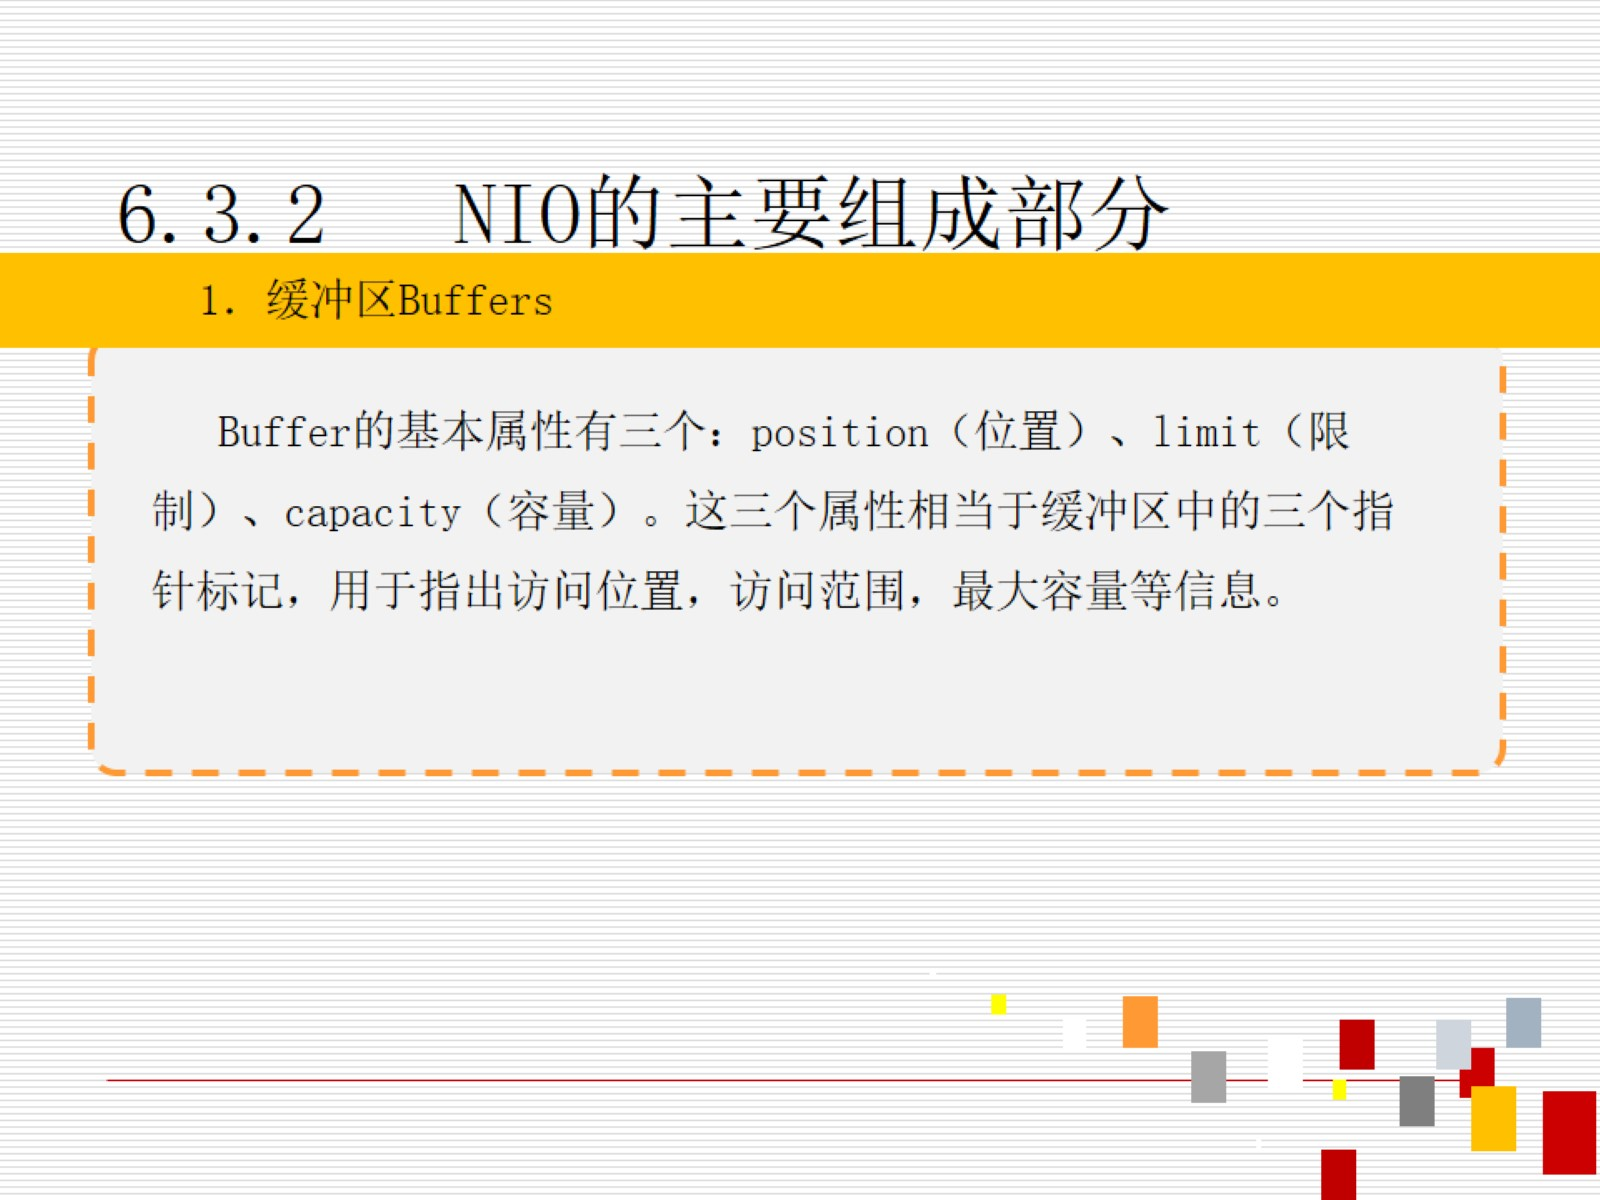 6.3.2 NIO的主要组成部分
1. 缓冲区Buffers
Buffer的基本属性有三个：position（位置）、limit（限
制）、capacity（容量）。这三个属性相当于缓冲区中的三个指
针标记，用于指出访问位置，访问范围，最大容量等信息。